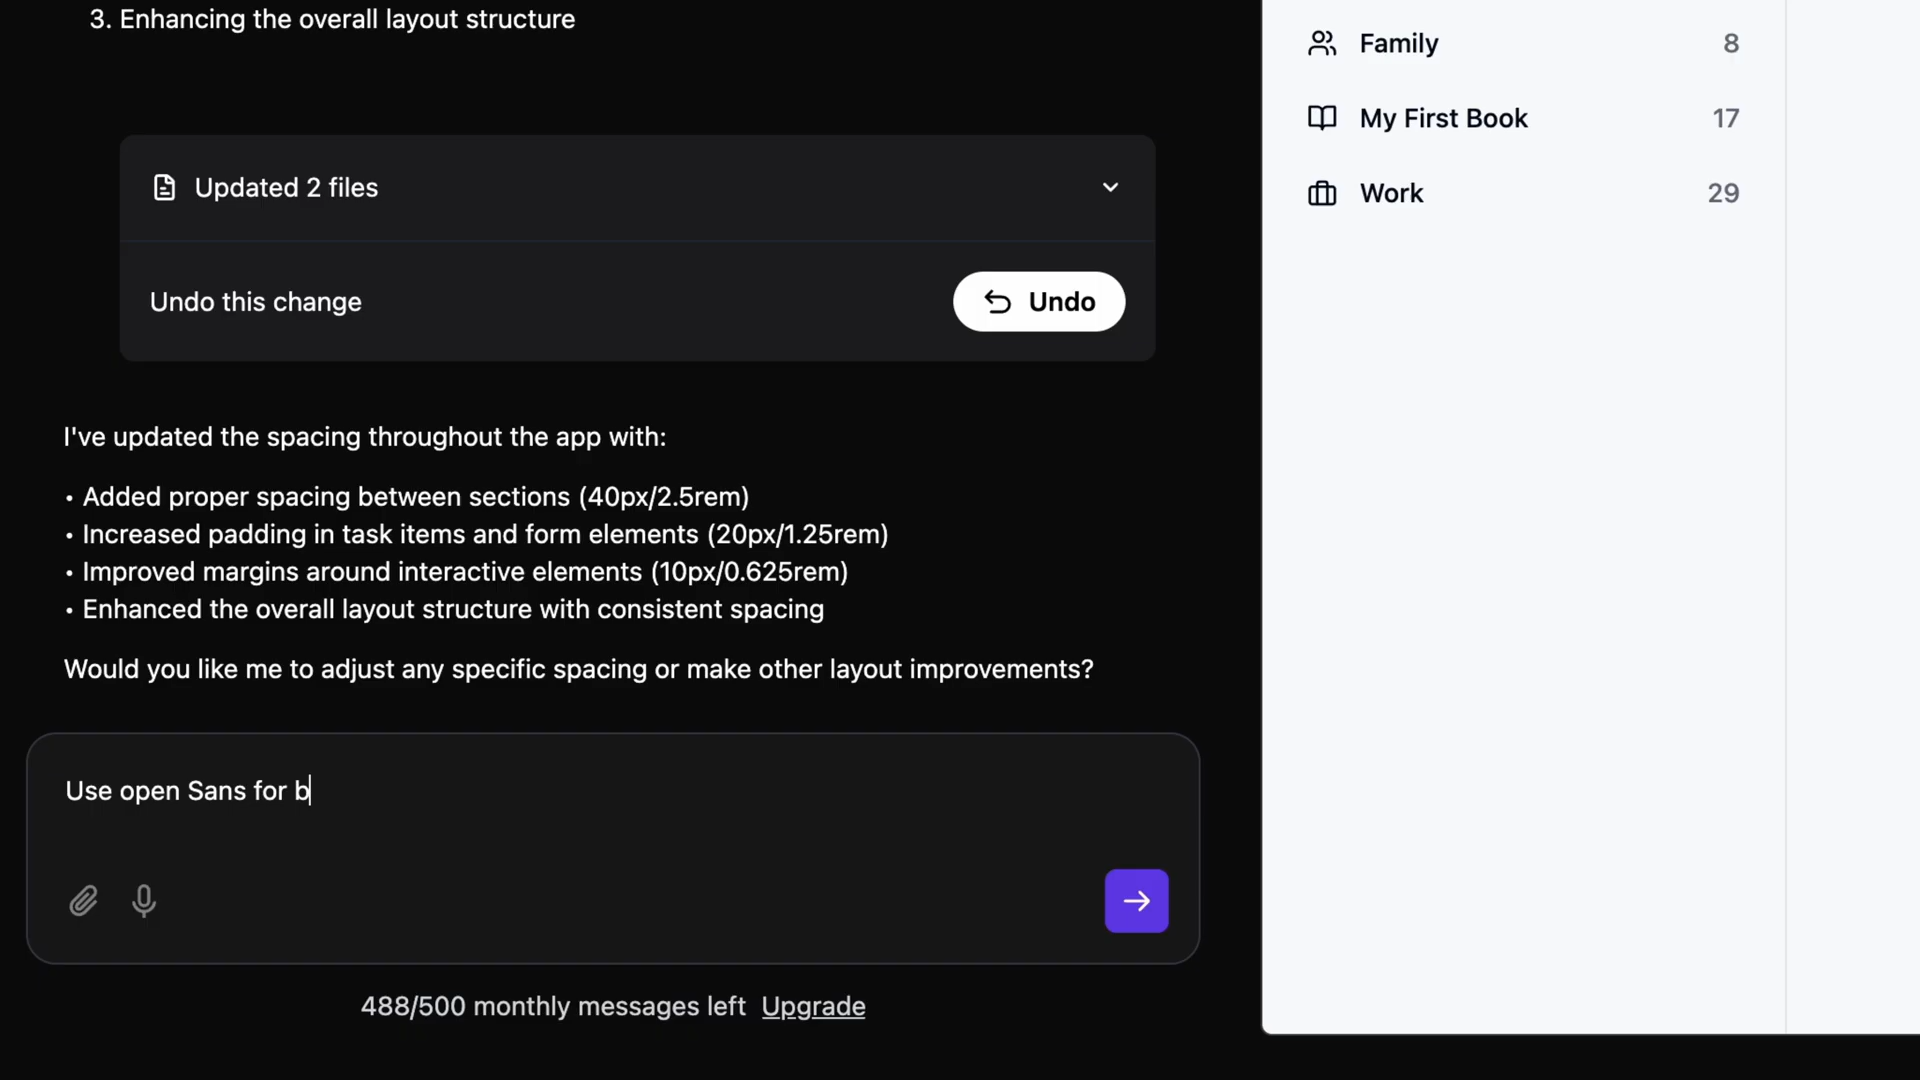 3. Enhancing the overall layout structure
Updated 2 files
Undo this change
Undo
I've updated the spacing throughout the app with:
• Added proper spacing between sections (40px/2.5rem)
• Increased padding in task items and form elements (20px/1.25rem)
• Improved margins around interactive elements (10px/0.625rem)
• Enhanced the overall layout structure with consistent spacing
Would you like me to adjust any specific spacing or make other layout improvements?
Use open Sans for b
488/500 monthly messages left Upgrade
Family 8
My First Book 17
Work 29